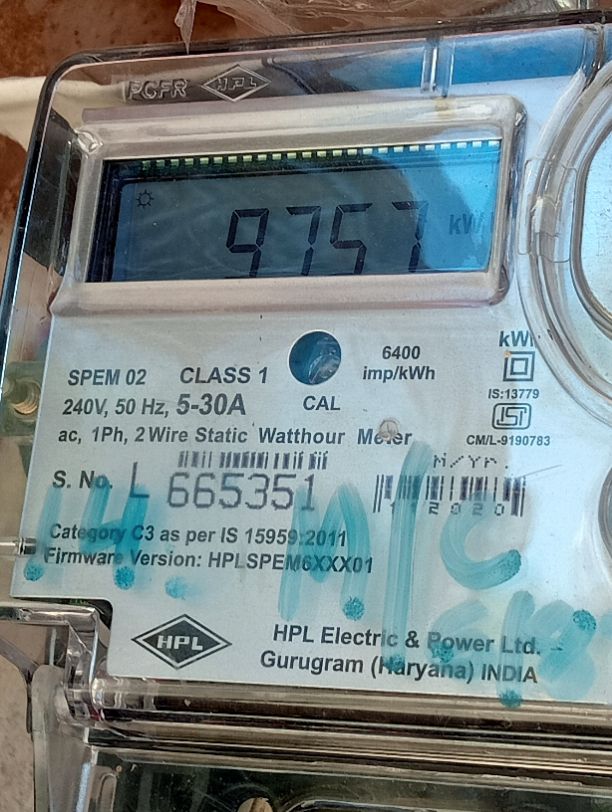 PCFR HPL
9757 kW
6400
imp/kWh
kWh
SPEM 02 CLASS 1
240V, 50 Hz, 5-30A
CAL
IS:13779
ISI
CM/L-9190783
ac, 1Ph, 2 Wire Static Watthour Meter
M/Yr.
S. No. L 665351
2020
Category C3 as per IS 15959:2011
Firmware Version: HPLSPEM6XXX01
I.H. M/C
HPL
HPL Electric & Power Ltd.
Gurugram (Haryana) INDIA